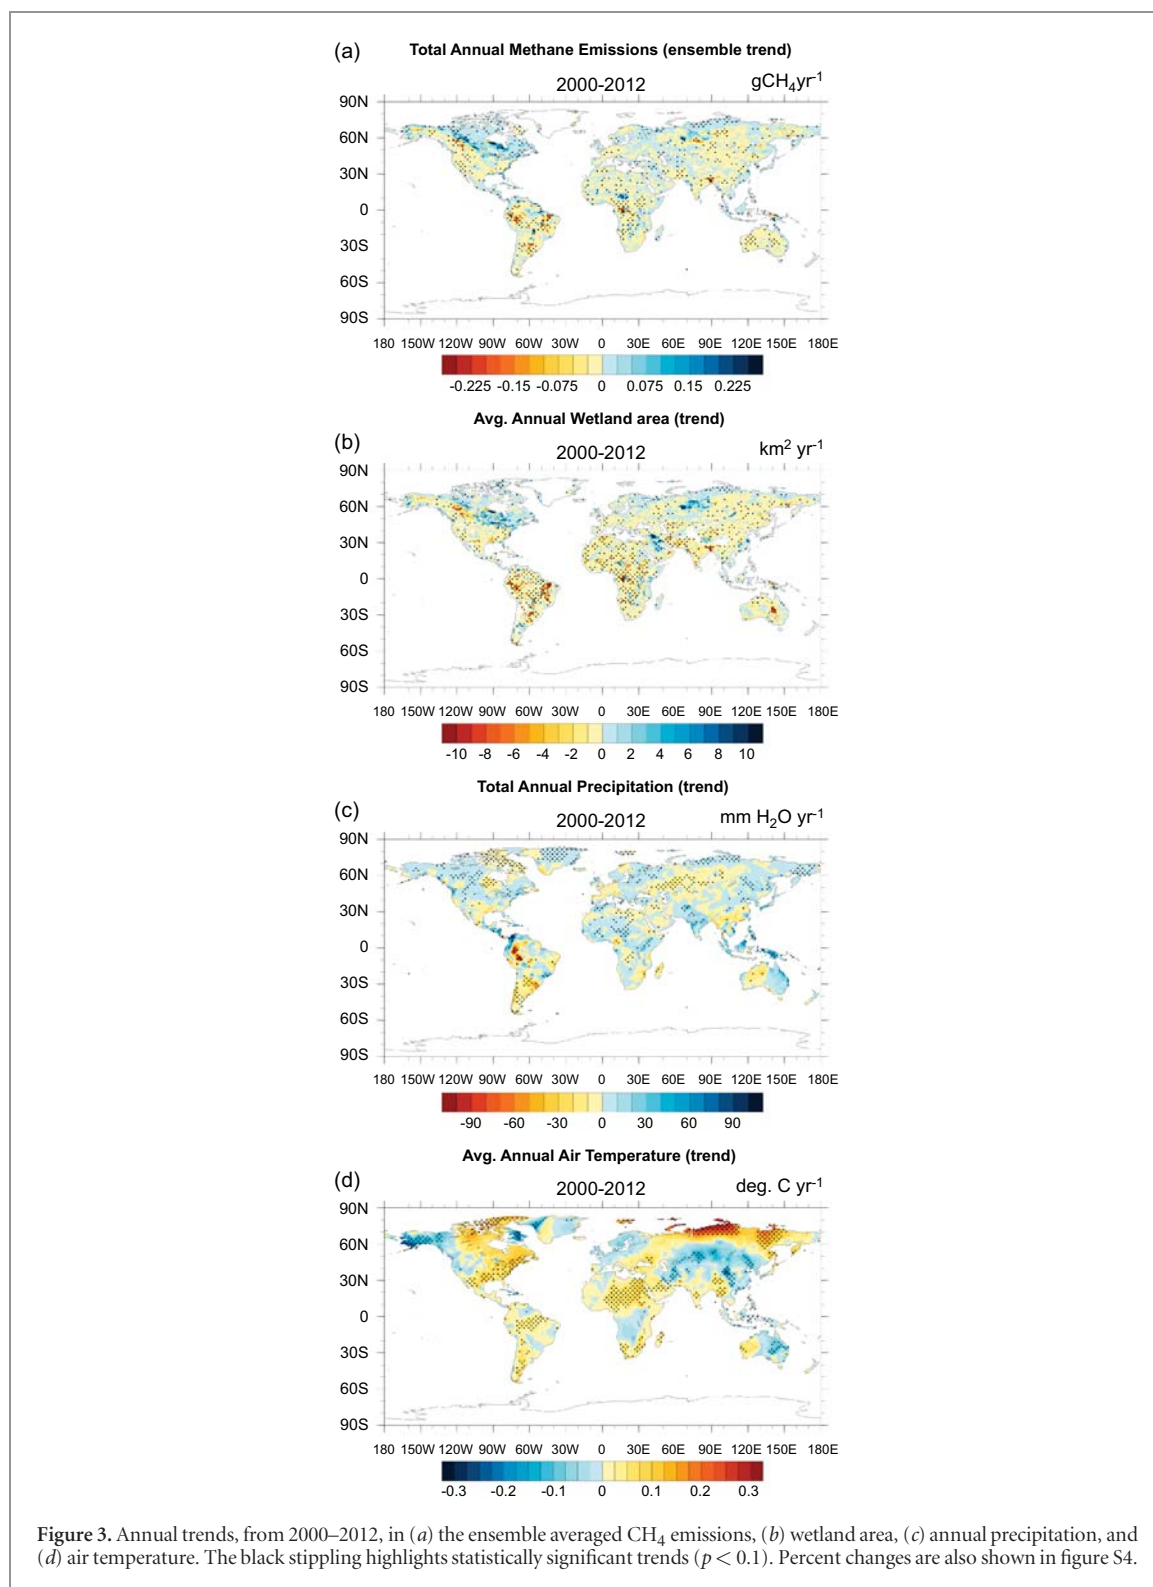 (a) Total Annual Methane Emissions (ensemble trend)
2000-2012 gCH₄yr⁻¹
90N
60N
30N
0
30S
60S
90S
180 150W 120W 90W 60W 30W 0 30E 60E 90E 120E 150E 180E
-0.225 -0.15 -0.075 0 0.075 0.15 0.225
Avg. Annual Wetland area (trend)
(b) 2000-2012 km² yr⁻¹
90N
60N
30N
0
30S
60S
90S
180 150W 120W 90W 60W 30W 0 30E 60E 90E 120E 150E 180E
-10 -8 -6 -4 -2 0 2 4 6 8 10
Total Annual Precipitation (trend)
(c) 2000-2012 mm H₂O yr⁻¹
90N
60N
30N
0
30S
60S
90S
180 150W 120W 90W 60W 30W 0 30E 60E 90E 120E 150E 180E
-90 -60 -30 0 30 60 90
Avg. Annual Air Temperature (trend)
(d) 2000-2012 deg. C yr⁻¹
90N
60N
30N
0
30S
60S
90S
180 150W 120W 90W 60W 30W 0 30E 60E 90E 120E 150E 180E
-0.3 -0.2 -0.1 0 0.1 0.2 0.3
Figure 3. Annual trends, from 2000–2012, in (a) the ensemble averaged CH₄ emissions, (b) wetland area, (c) annual precipitation, and
(d) air temperature. The black stippling highlights statistically significant trends (p < 0.1). Percent changes are also shown in figure S4.